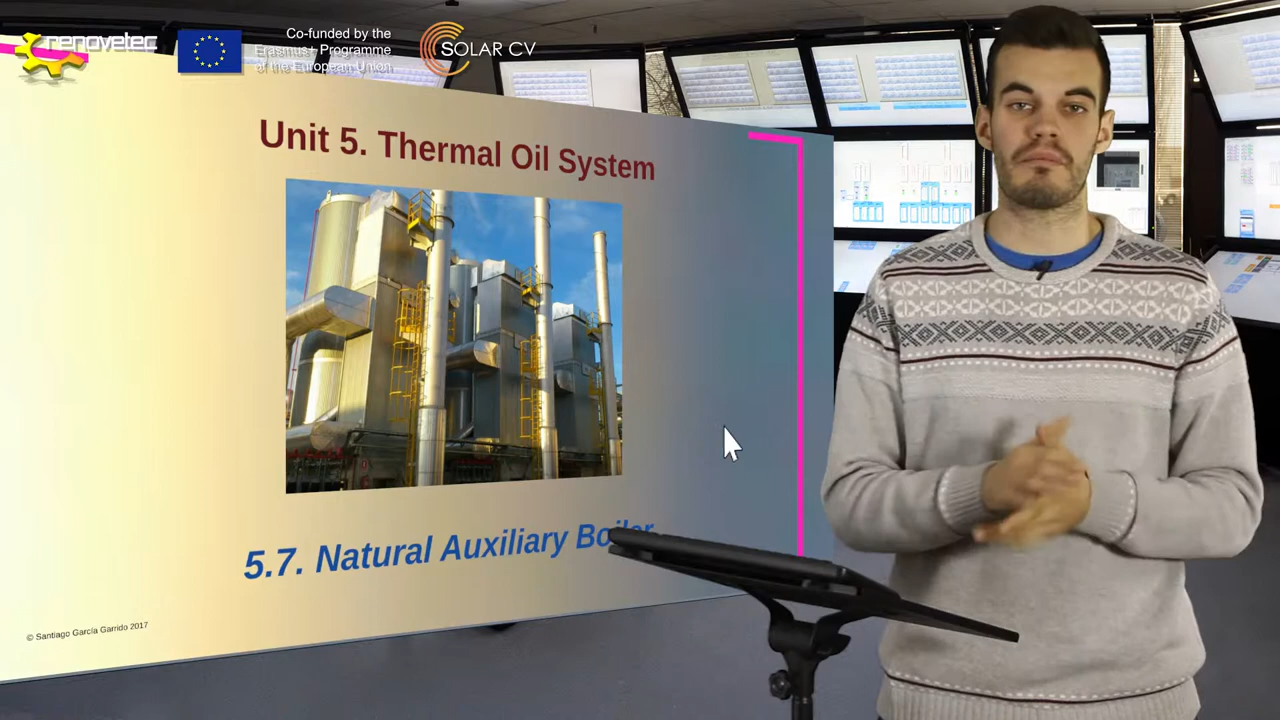 renovetec
Co-funded by the
Erasmus+ Programme
of the European Union
SOLAR CV
Unit 5. Thermal Oil System
5.7. Natural Auxiliary Boiler
© Santiago García Garrido 2017